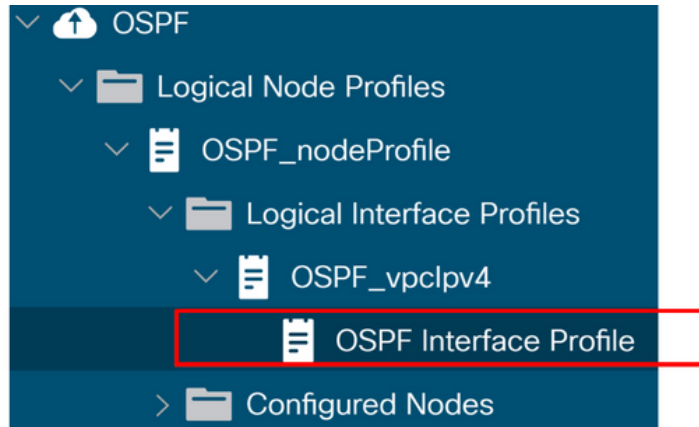 OSPF
Logical Node Profiles
OSPF_nodeProfile
Logical Interface Profiles
OSPF_vpcIpv4
OSPF Interface Profile
Configured Nodes